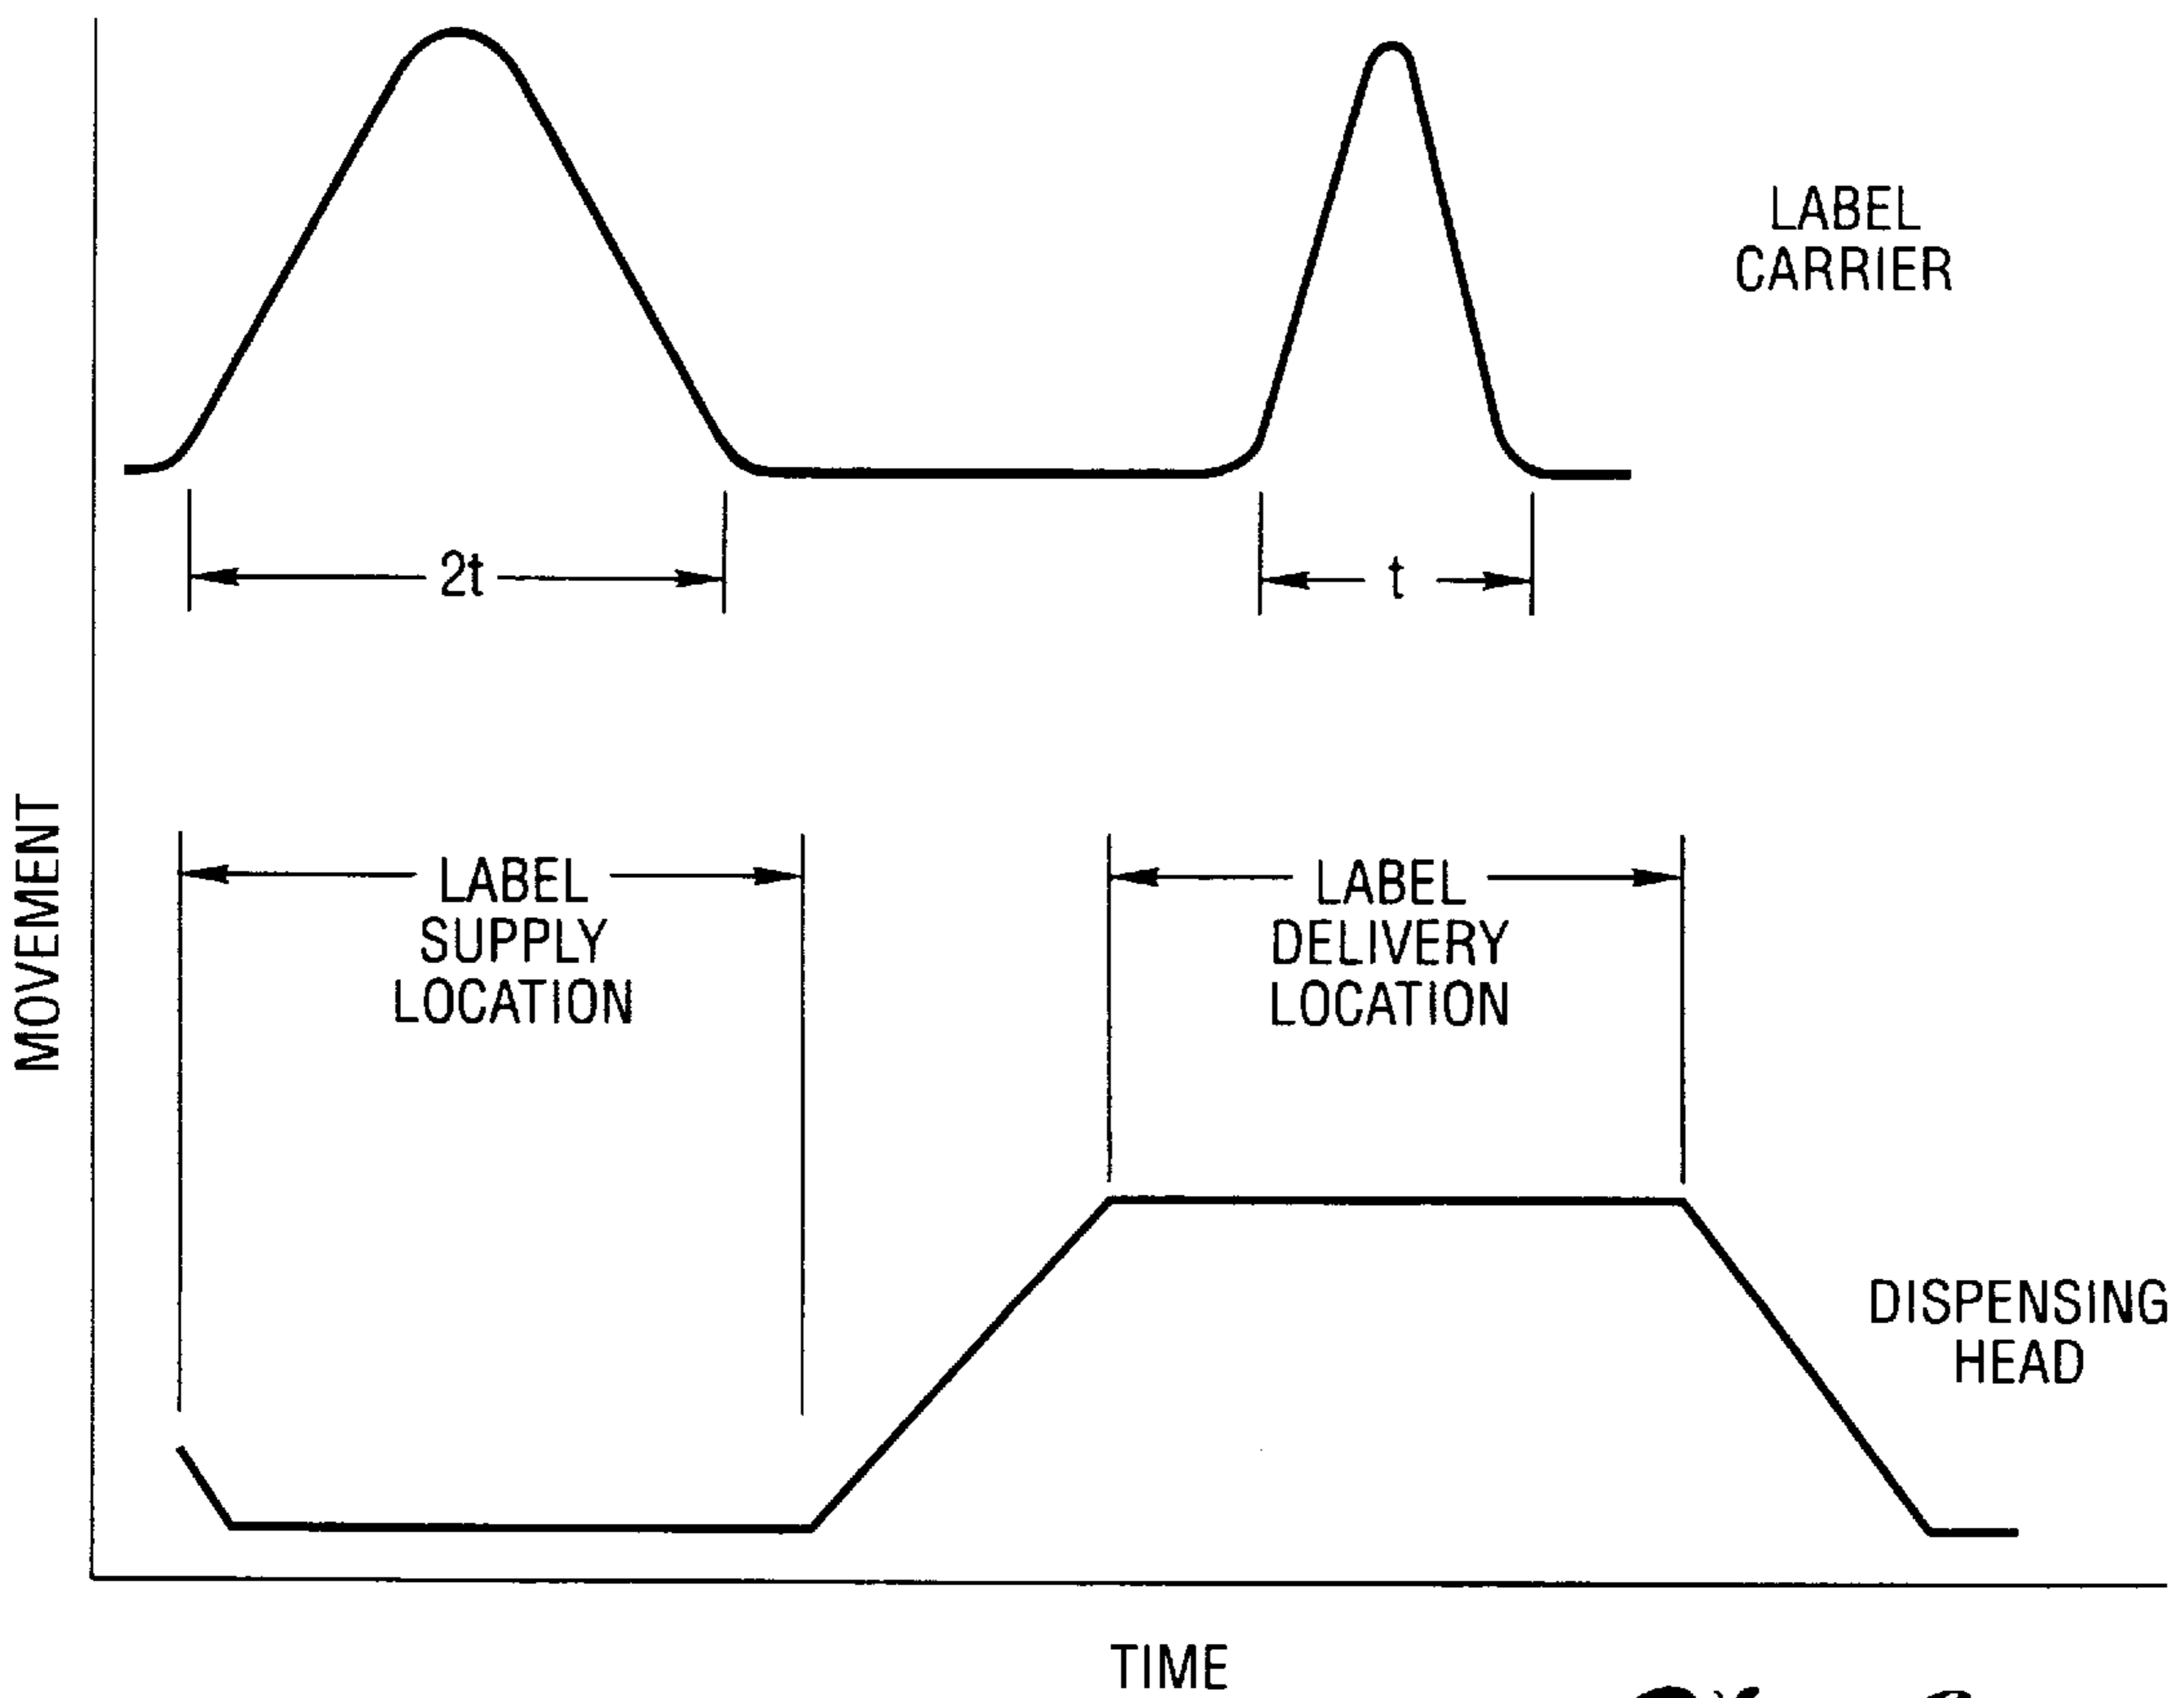 LABEL
CARRIER
2t
t
MOVEMENT
LABEL
SUPPLY
LOCATION
LABEL
DELIVERY
LOCATION
DISPENSING
HEAD
TIME